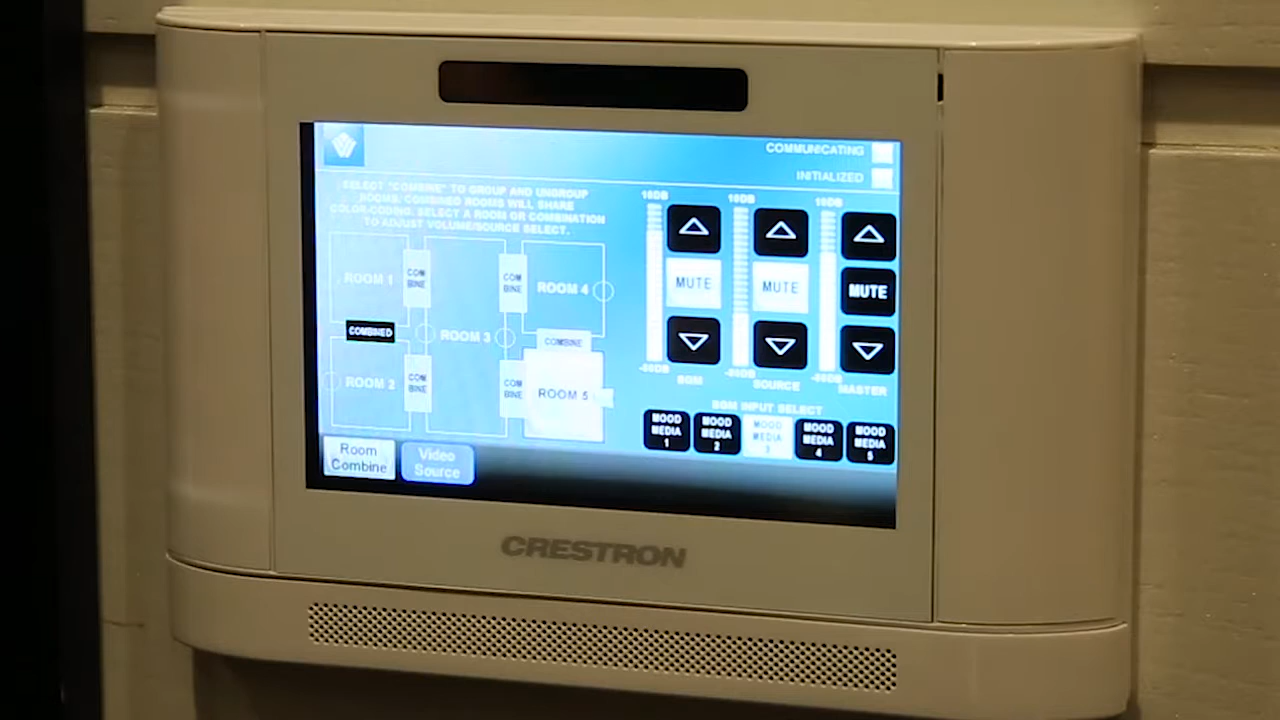 COMMUNICATING
INITIALIZED
SELECT "COMBINE" TO GROUP AND UNGROUP
ROOMS. COMBINED ROOMS WILL SHARE
COLOR-CODING. SELECT A ROOM OR COMBINATION
TO ADJUST VOLUME/SOURCE SELECT.
ROOM 1
COM
BINE
COM
BINE
ROOM 4
COMBINED
ROOM 3
COMBINE
ROOM 2
COM
BINE
COM
BINE
ROOM 5
10DB
10DB
10DB
MUTE
MUTE
MUTE
-80DB
-80DB
-80DB
BGM
SOURCE
MASTER
BGM INPUT SELECT
MOOD
MEDIA
1
MOOD
MEDIA
2
MOOD
MEDIA
3
MOOD
MEDIA
4
MOOD
MEDIA
5
Room
Combine
Video
Source
CRESTRON